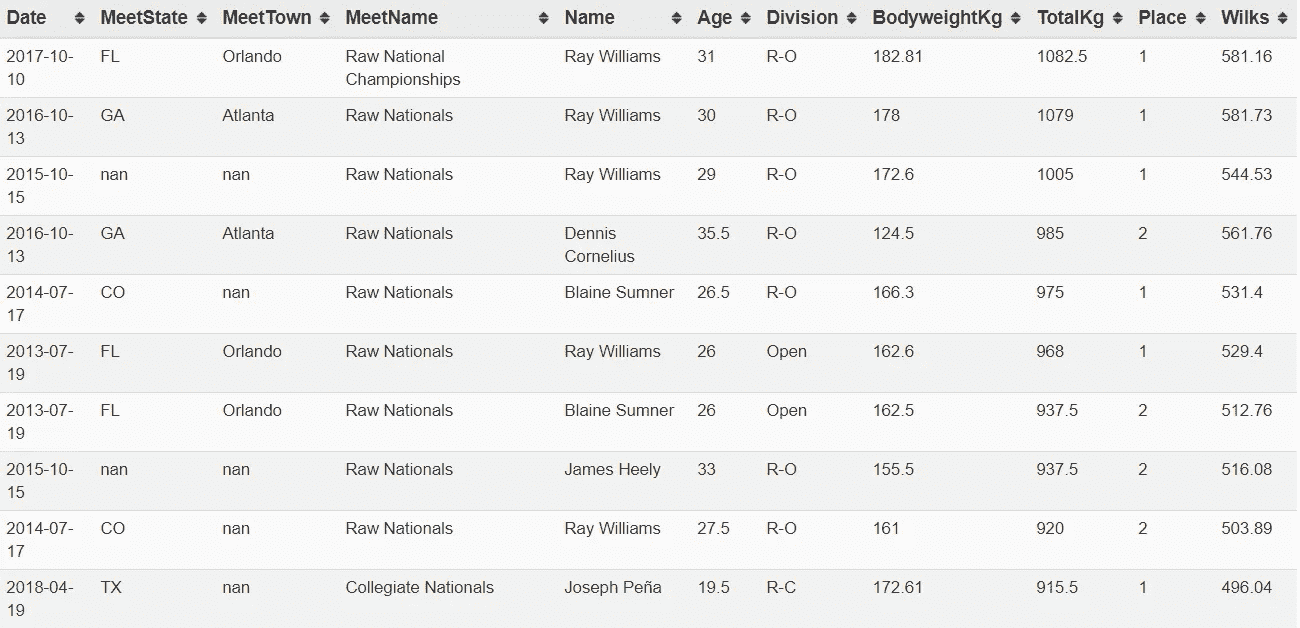 Date MeetState MeetTown MeetName Name Age Division BodyweightKg TotalKg Place Wilks
2017-10- FL Orlando Raw National Ray Williams 31 R-O 182.81 1082.5 1 581.16
10 Championships
2016-10- GA Atlanta Raw Nationals Ray Williams 30 R-O 178 1079 1 581.73
13
2015-10- nan nan Raw Nationals Ray Williams 29 R-O 172.6 1005 1 544.53
15
2016-10- GA Atlanta Raw Nationals Dennis 35.5 R-O 124.5 985 2 561.76
13 Cornelius
2014-07- CO nan Raw Nationals Blaine Sumner 26.5 R-O 166.3 975 1 531.4
17
2013-07- FL Orlando Raw Nationals Ray Williams 26 Open 162.6 968 1 529.4
19
2013-07- FL Orlando Raw Nationals Blaine Sumner 26 Open 162.5 937.5 2 512.76
19
2015-10- nan nan Raw Nationals James Heely 33 R-O 155.5 937.5 2 516.08
15
2014-07- CO nan Raw Nationals Ray Williams 27.5 R-O 161 920 2 503.89
17
2018-04- TX nan Collegiate Nationals Joseph Peña 19.5 R-C 172.61 915.5 1 496.04
19